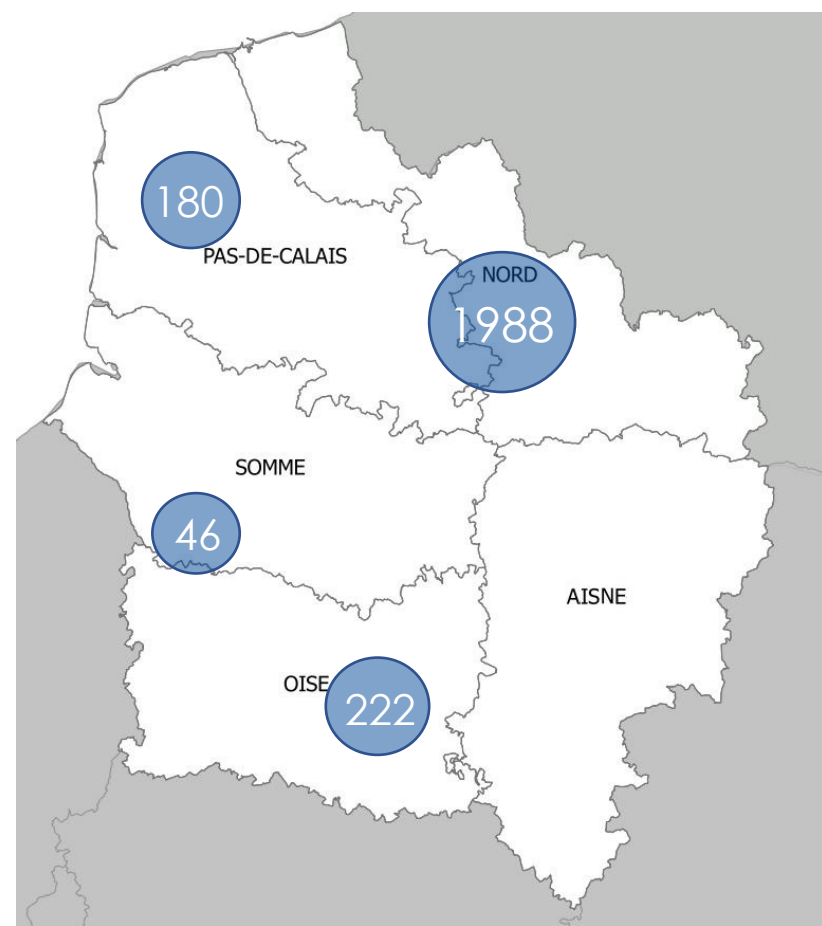 180
PAS-DE-CALAIS
NORD
1988
SOMME
46
AISNE
OISE
222